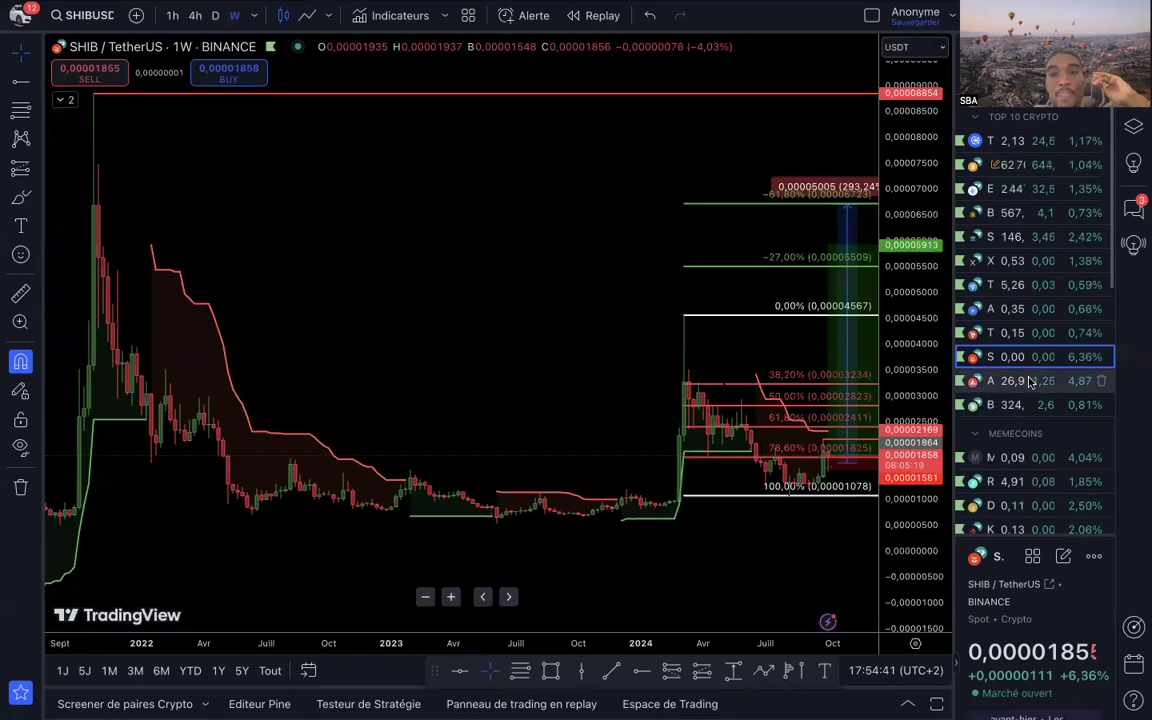 12
SHIBUSD
1h 4h D W
Indicateurs
Alerte
Replay
Anonyme
Sauvegarder
SHIB / TetherUS · 1W · BINANCE
O0,00001935 H0,00001937 B0,00001548 C0,00001856 −0,00000076 (−4,03%)
USDT
0,00001855
SELL
0,00000001
0,00001858
BUY
2
SBA
0,00008854
0,00008500
0,00008000
0,00007500
0,00007000
0,00006500
0,00005913
0,00005500
0,00005000
0,00004500
0,00004000
0,00003500
0,00003000
0,00002500
0,00002169
0,00001864
0,00001858
08:05:19
0,00001581
0,00001000
0,00000500
0,00000000
−0,00000500
−0,00001000
−0,00001500
0,00005005 (293,24%
−61,80% (0,00006723)
−27,00% (0,00005509)
0,00% (0,00004567)
38,20% (0,00003234)
50,00% (0,00002823)
61,80% (0,00002411)
78,60% (0,00001825)
100,00% (0,00001078)
TradingView
Sept 2022 Avr Juill Oct 2023 Avr Juill Oct 2024 Avr Juill Oct
1J 5J 1M 3M 6M YTD 1Y 5Y Tout
17:54:41 (UTC+2)
Screener de paires Crypto
Éditeur Pine
Testeur de Stratégie
Panneau de trading en replay
Espace de Trading
TOP 10 CRYPTO
T 2,13 24,5 1,17%
627( 644, 1,04%
E 244 32,6 1,35%
B 567, 4,1 0,73%
S 146, 3,46 2,42%
X 0,53 0,00 1,38%
T 5,26 0,03 0,59%
A 0,35 0,00 0,66%
T 0,15 0,00 0,74%
S 0,00 0,00 6,36%
A 26,9 ,25 4,87
B 324, 2,6 0,81%
MEMECOINS
M 0,09 0,00 4,04%
R 4,91 0,08 1,85%
D 0,11 0,00 2,50%
K 0,13 0,00 2,06%
3
S.
SHIB / TetherUS
BINANCE
Spot • Crypto
0,0000185
+0,00000111 +6,36%
Marché ouvert